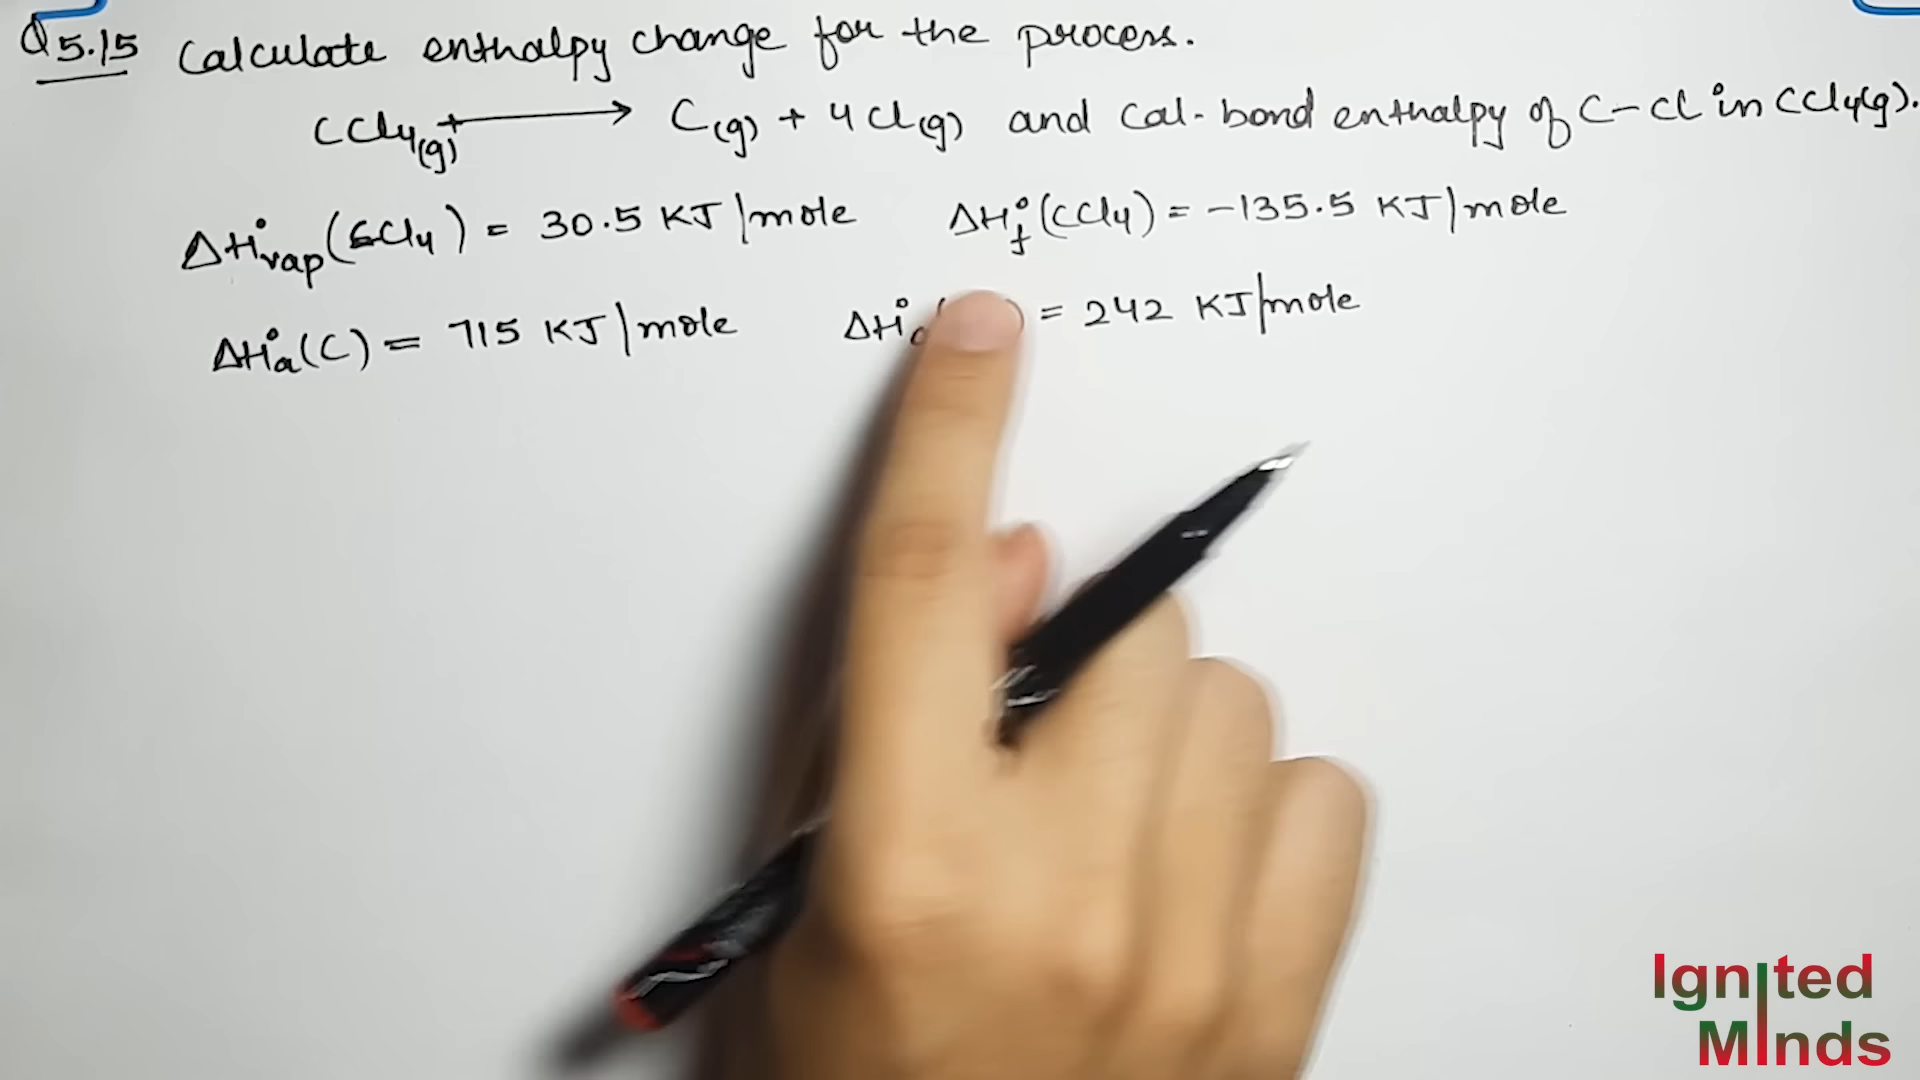 Q5.15 Calculate enthalpy change for the process.
CCl4(g) → C(g) + 4Cl(g) and Cal- bond enthalpy of C-Cl in CCl4(g).
ΔH°vap(CCl4) = 30.5 KJ/mole ΔH°f(CCl4) = -135.5 KJ/mole
ΔH°a(C) = 715 KJ/mole ΔH°a( ) = 242 KJ/mole
Ignited
Minds